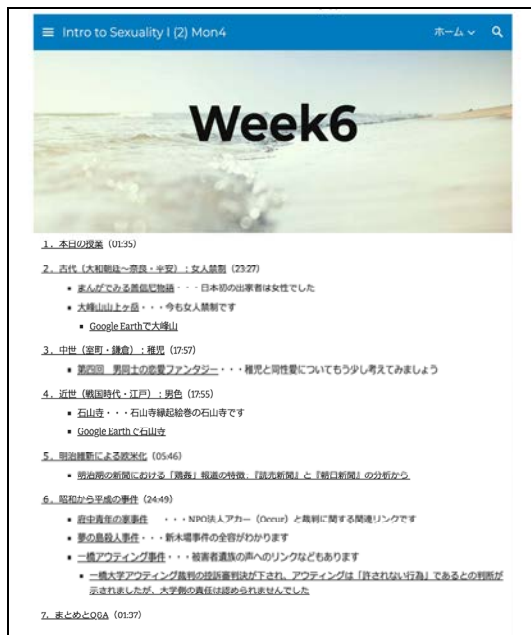 Intro to Sexuality I (2) Mon4
ホーム
Week6
1．本日の授業 (01:35)
2．古代（大和朝廷～奈良・平安）：女人禁制 (23:27)
まんがでみる善信尼物語・・・日本初の出家者は女性でした
大峰山山上ヶ岳・・・今も女人禁制です
Google Earthで大峰山
3．中世（室町・鎌倉）：稚児 (17:57)
第四回 男同士の恋愛ファンタジー・・・稚児と同性愛についてもう少し考えてみましょう
4．近世（戦国時代・江戸）：男色 (17:55)
石山寺・・・石山寺縁起絵巻の石山寺です
Google Earthで石山寺
5．明治維新による欧米化 (05:46)
明治期の新聞における「鶏姦」報道の特徴．『読売新聞』と『朝日新聞』の分析から
6．昭和から平成の事件 (24:49)
府中青年の家事件 ・・・NPO法人アカー（Occur）と裁判に関する関連リンクです
夢の島殺人事件・・・新木場事件の全容がわかります
一橋アウティング事件・・・被害者遺族の声へのリンクなどもあります
一橋大学アウティング裁判の控訴審判決が下され、アウティングは「許されない行為」であるとの判断が
示されましたが、大学側の責任は認められませんでした
7．まとめとQ&A (01:37)